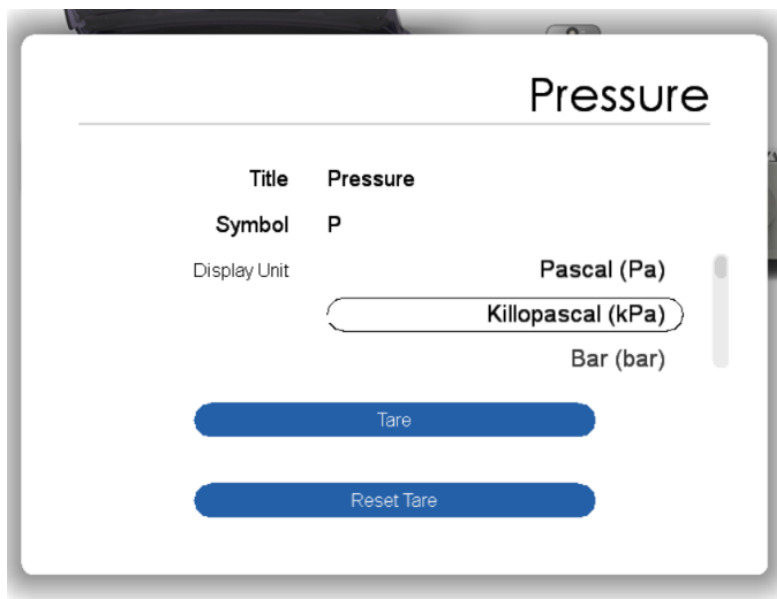 Pressure
Title Pressure
Symbol P
Display Unit Pascal (Pa)
Killopascal (kPa)
Bar (bar)
Tare
Reset Tare